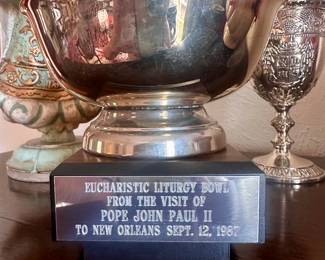 EUCHARISTIC LITURGY BOWL
FROM THE VISIT OF
POPE JOHN PAUL II
TO NEW ORLEANS SEPT. 12, 1987